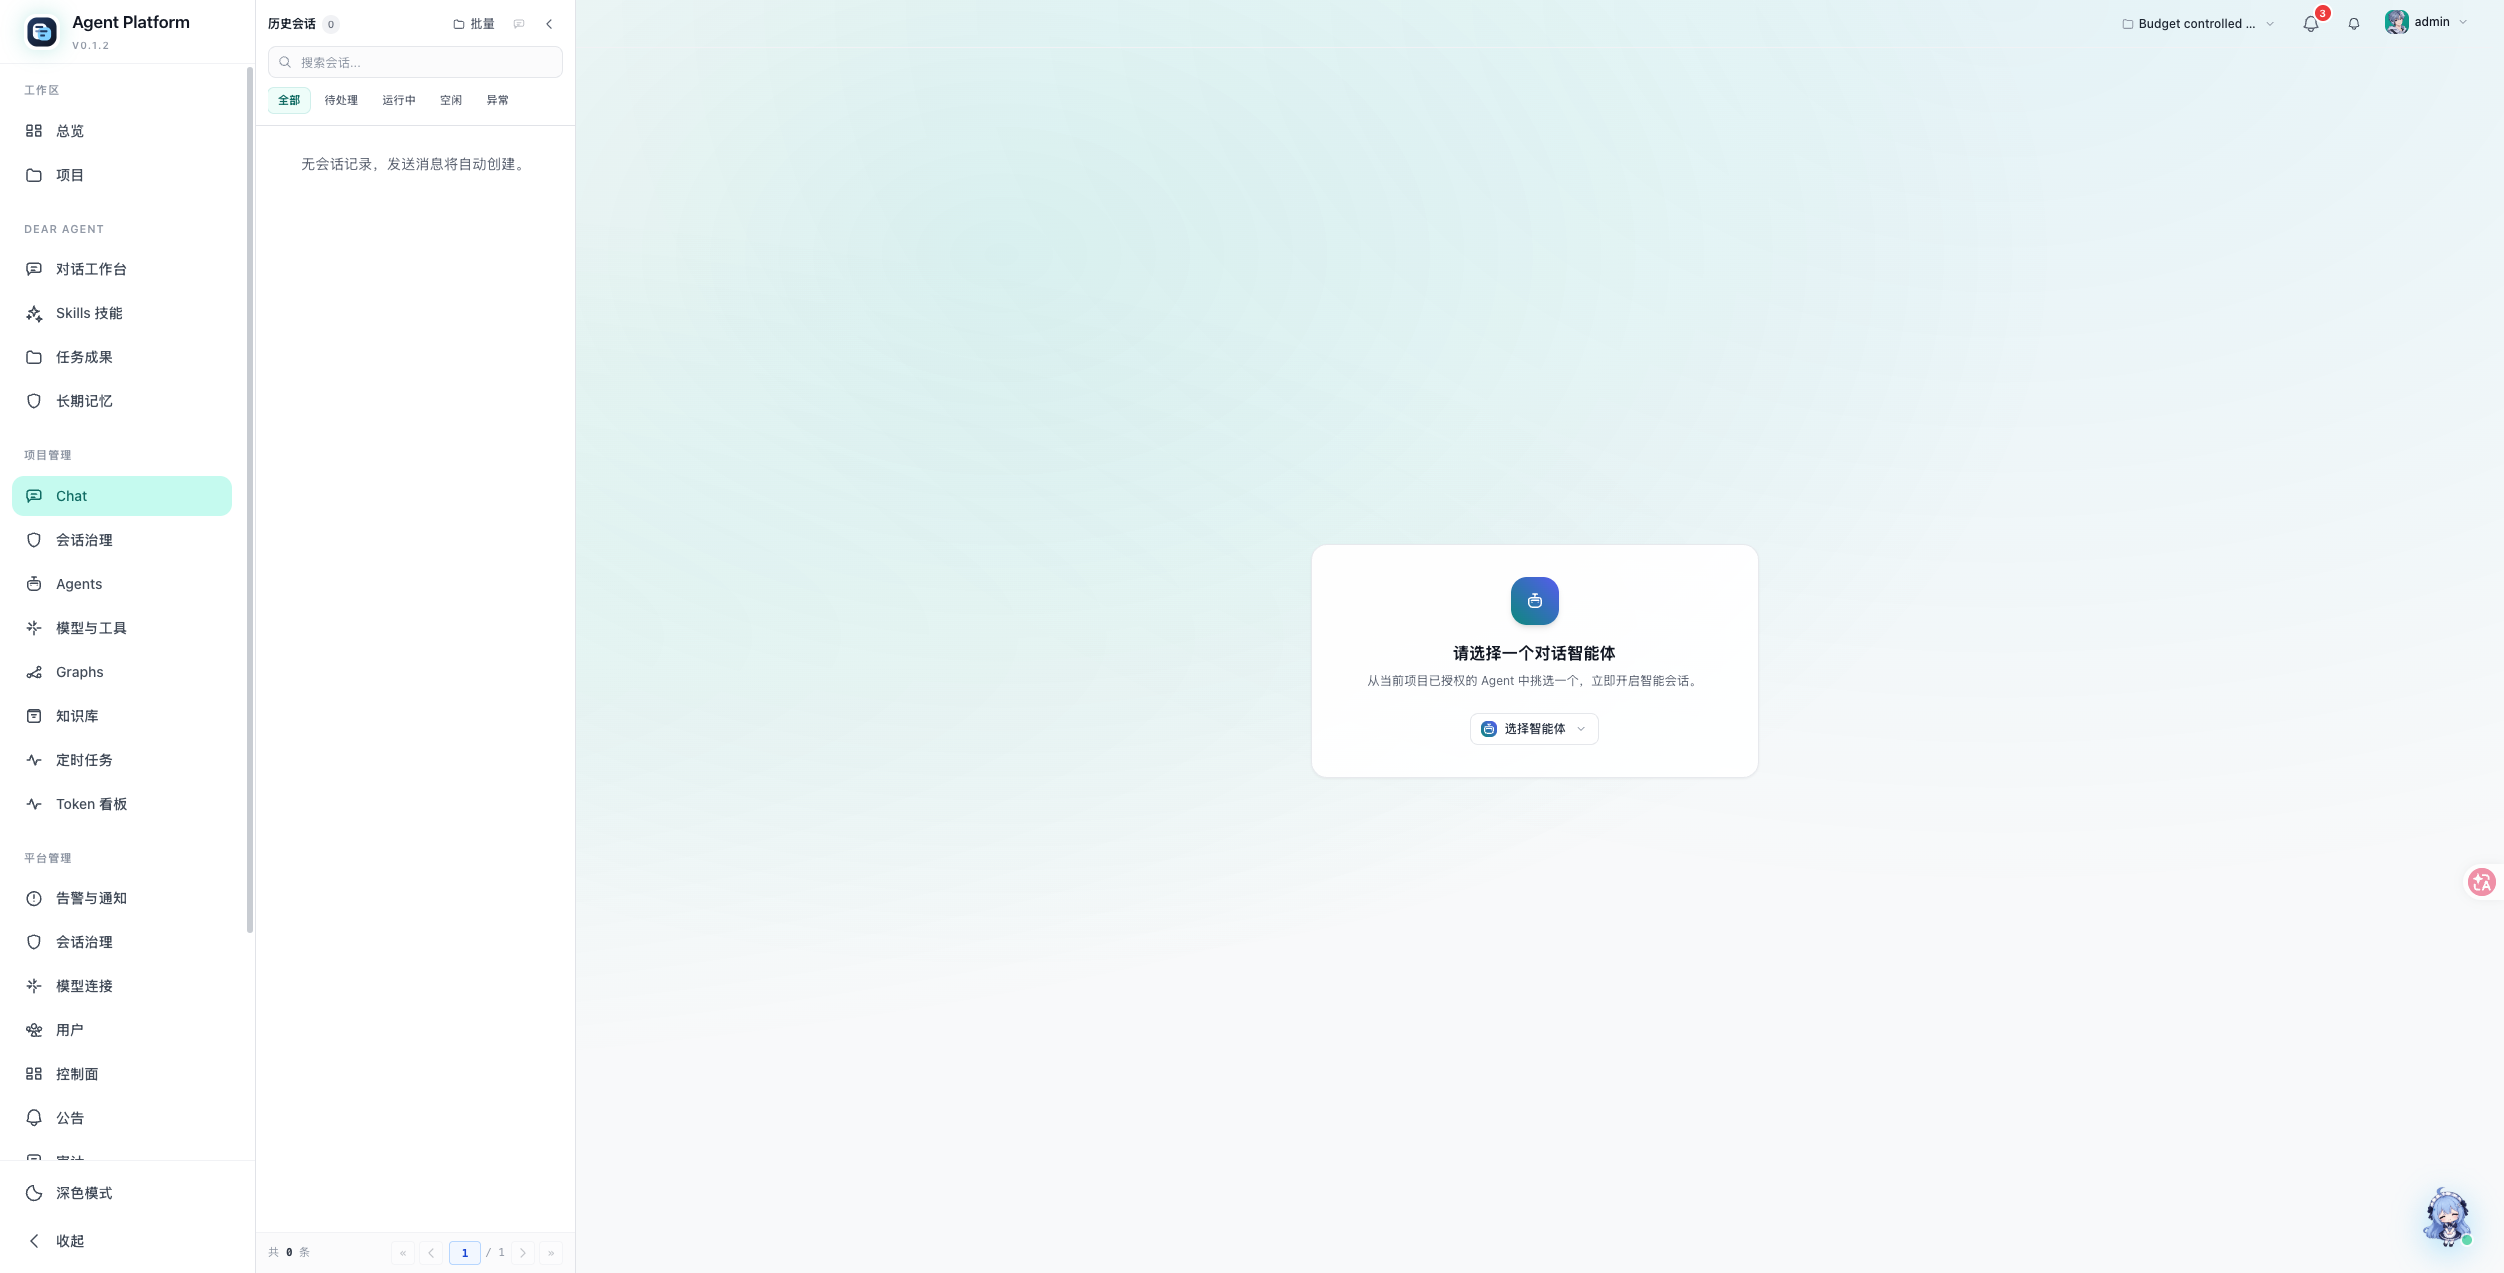 Agent Platform
V0.1.2
工作区
总览
项目
DEAR AGENT
对话工作台
Skills 技能
任务成果
长期记忆
项目管理
Chat
会话治理
Agents
模型与工具
Graphs
知识库
定时任务
Token 看板
平台管理
告警与通知
会话治理
模型连接
用户
控制面
公告
深色模式
收起
历史会话 0
批量
搜索会话...
全部 待处理 运行中 空闲 异常
无会话记录，发送消息将自动创建。
共 0 条 « 1 / 1 »
Budget controlled ... 3 admin
请选择一个对话智能体
从当前项目已授权的 Agent 中挑选一个，立即开启智能会话。
选择智能体